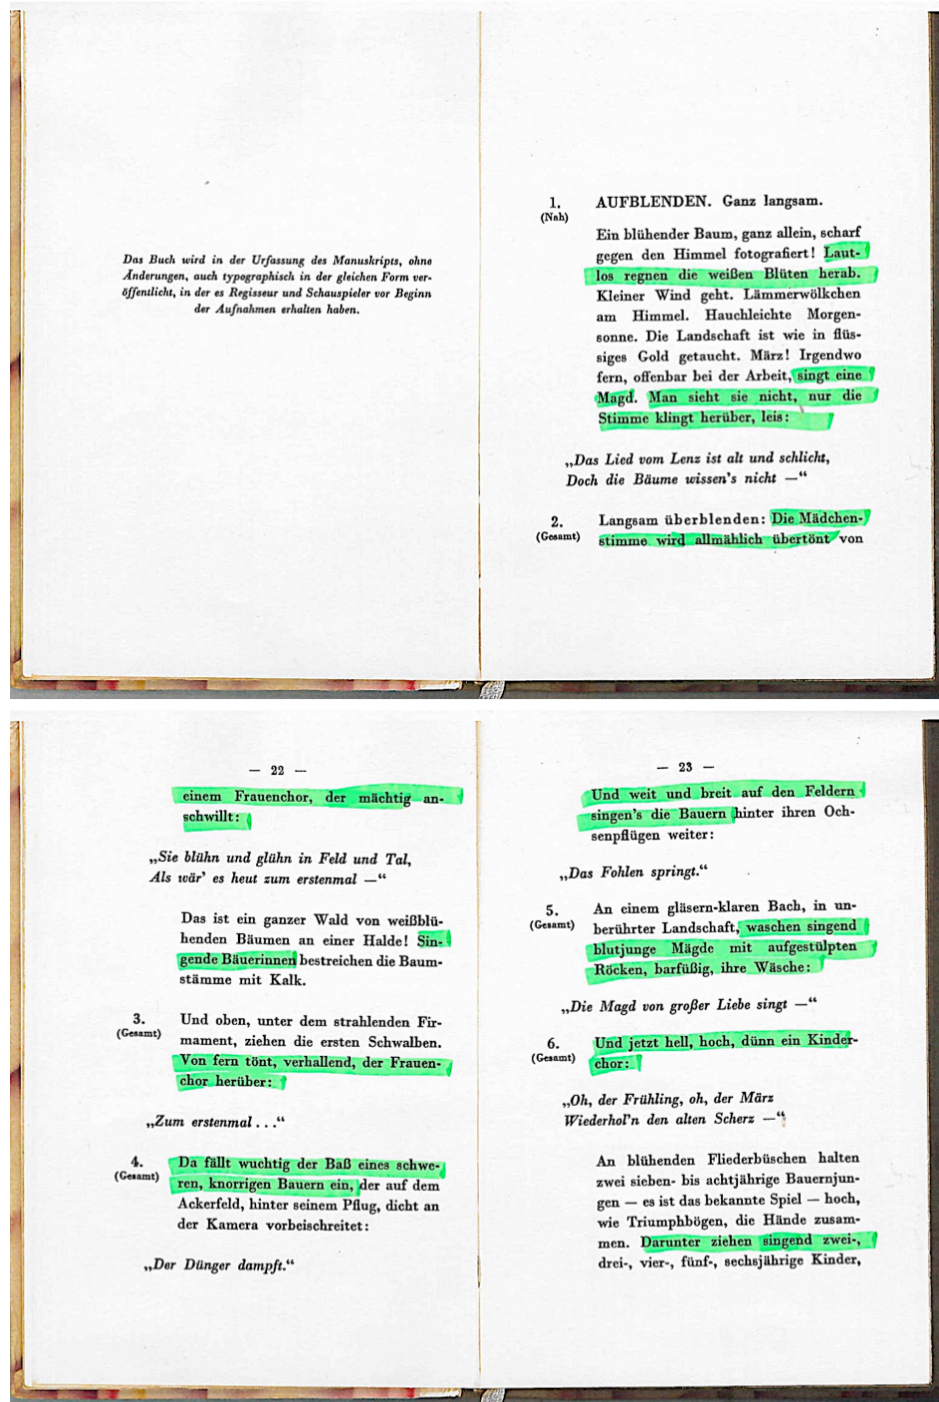 Das Buch wird in der Urfassung des Manuskripts, ohne
Änderungen, auch typographisch in der gleichen Form ver-
öffentlicht, in der es Regisseur und Schauspieler vor Beginn
der Aufnahmen erhalten haben.
1.
(Nah)
AUFBLENDEN. Ganz langsam.
Ein blühender Baum, ganz allein, scharf
gegen den Himmel fotografiert! Laut-
los regnen die weißen Blüten herab.
Kleiner Wind geht. Lämmerwölkchen
am Himmel. Hauchleichte Morgen-
sonne. Die Landschaft ist wie in flüs-
siges Gold getaucht. März! Irgendwo
fern, offenbar bei der Arbeit, singt eine
Magd. Man sieht sie nicht, nur die
Stimme klingt herüber, leis:
„Das Lied vom Lenz ist alt und schlicht,
Doch die Bäume wissen's nicht —“
2.
(Gesamt)
Langsam überblenden: Die Mädchen-
stimme wird allmählich übertönt von
— 22 —
einem Frauenchor, der mächtig an-
schwillt:
„Sie blühn und glühn in Feld und Tal,
Als wär' es heut zum erstenmal —“
Das ist ein ganzer Wald von weißblü-
henden Bäumen an einer Halde! Sin-
gende Bäuerinnen bestreichen die Baum-
stämme mit Kalk.
3.
(Gesamt)
Und oben, unter dem strahlenden Fir-
mament, ziehen die ersten Schwalben.
Von fern tönt, verhallend, der Frauen-
chor herüber:
„Zum erstenmal . . .“
4.
(Gesamt)
Da fällt wuchtig der Baß eines schwe-
ren, knorrigen Bauern ein, der auf dem
Ackerfeld, hinter seinem Pflug, dicht an
der Kamera vorbeischreitet:
„Der Dünger dampft.“
— 23 —
Und weit und breit auf den Feldern
singen's die Bauern hinter ihren Och-
senpflügen weiter:
„Das Fohlen springt.“
5.
(Gesamt)
An einem gläsern-klaren Bach, in un-
berührter Landschaft, waschen singend
blutjunge Mägde mit aufgestülpten
Röcken, barfüßig, ihre Wäsche:
„Die Magd von großer Liebe singt —“
6.
(Gesamt)
Und jetzt hell, hoch, dünn ein Kinder-
chor:
„Oh, der Frühling, oh, der März
Wiederhol'n den alten Scherz —“
An blühenden Fliederbüschen halten
zwei sieben- bis achtjährige Bauernjun-
gen — es ist das bekannte Spiel — hoch,
wie Triumphbögen, die Hände zusam-
men. Darunter ziehen singend zwei-,
drei-, vier-, fünf-, sechsjährige Kinder,